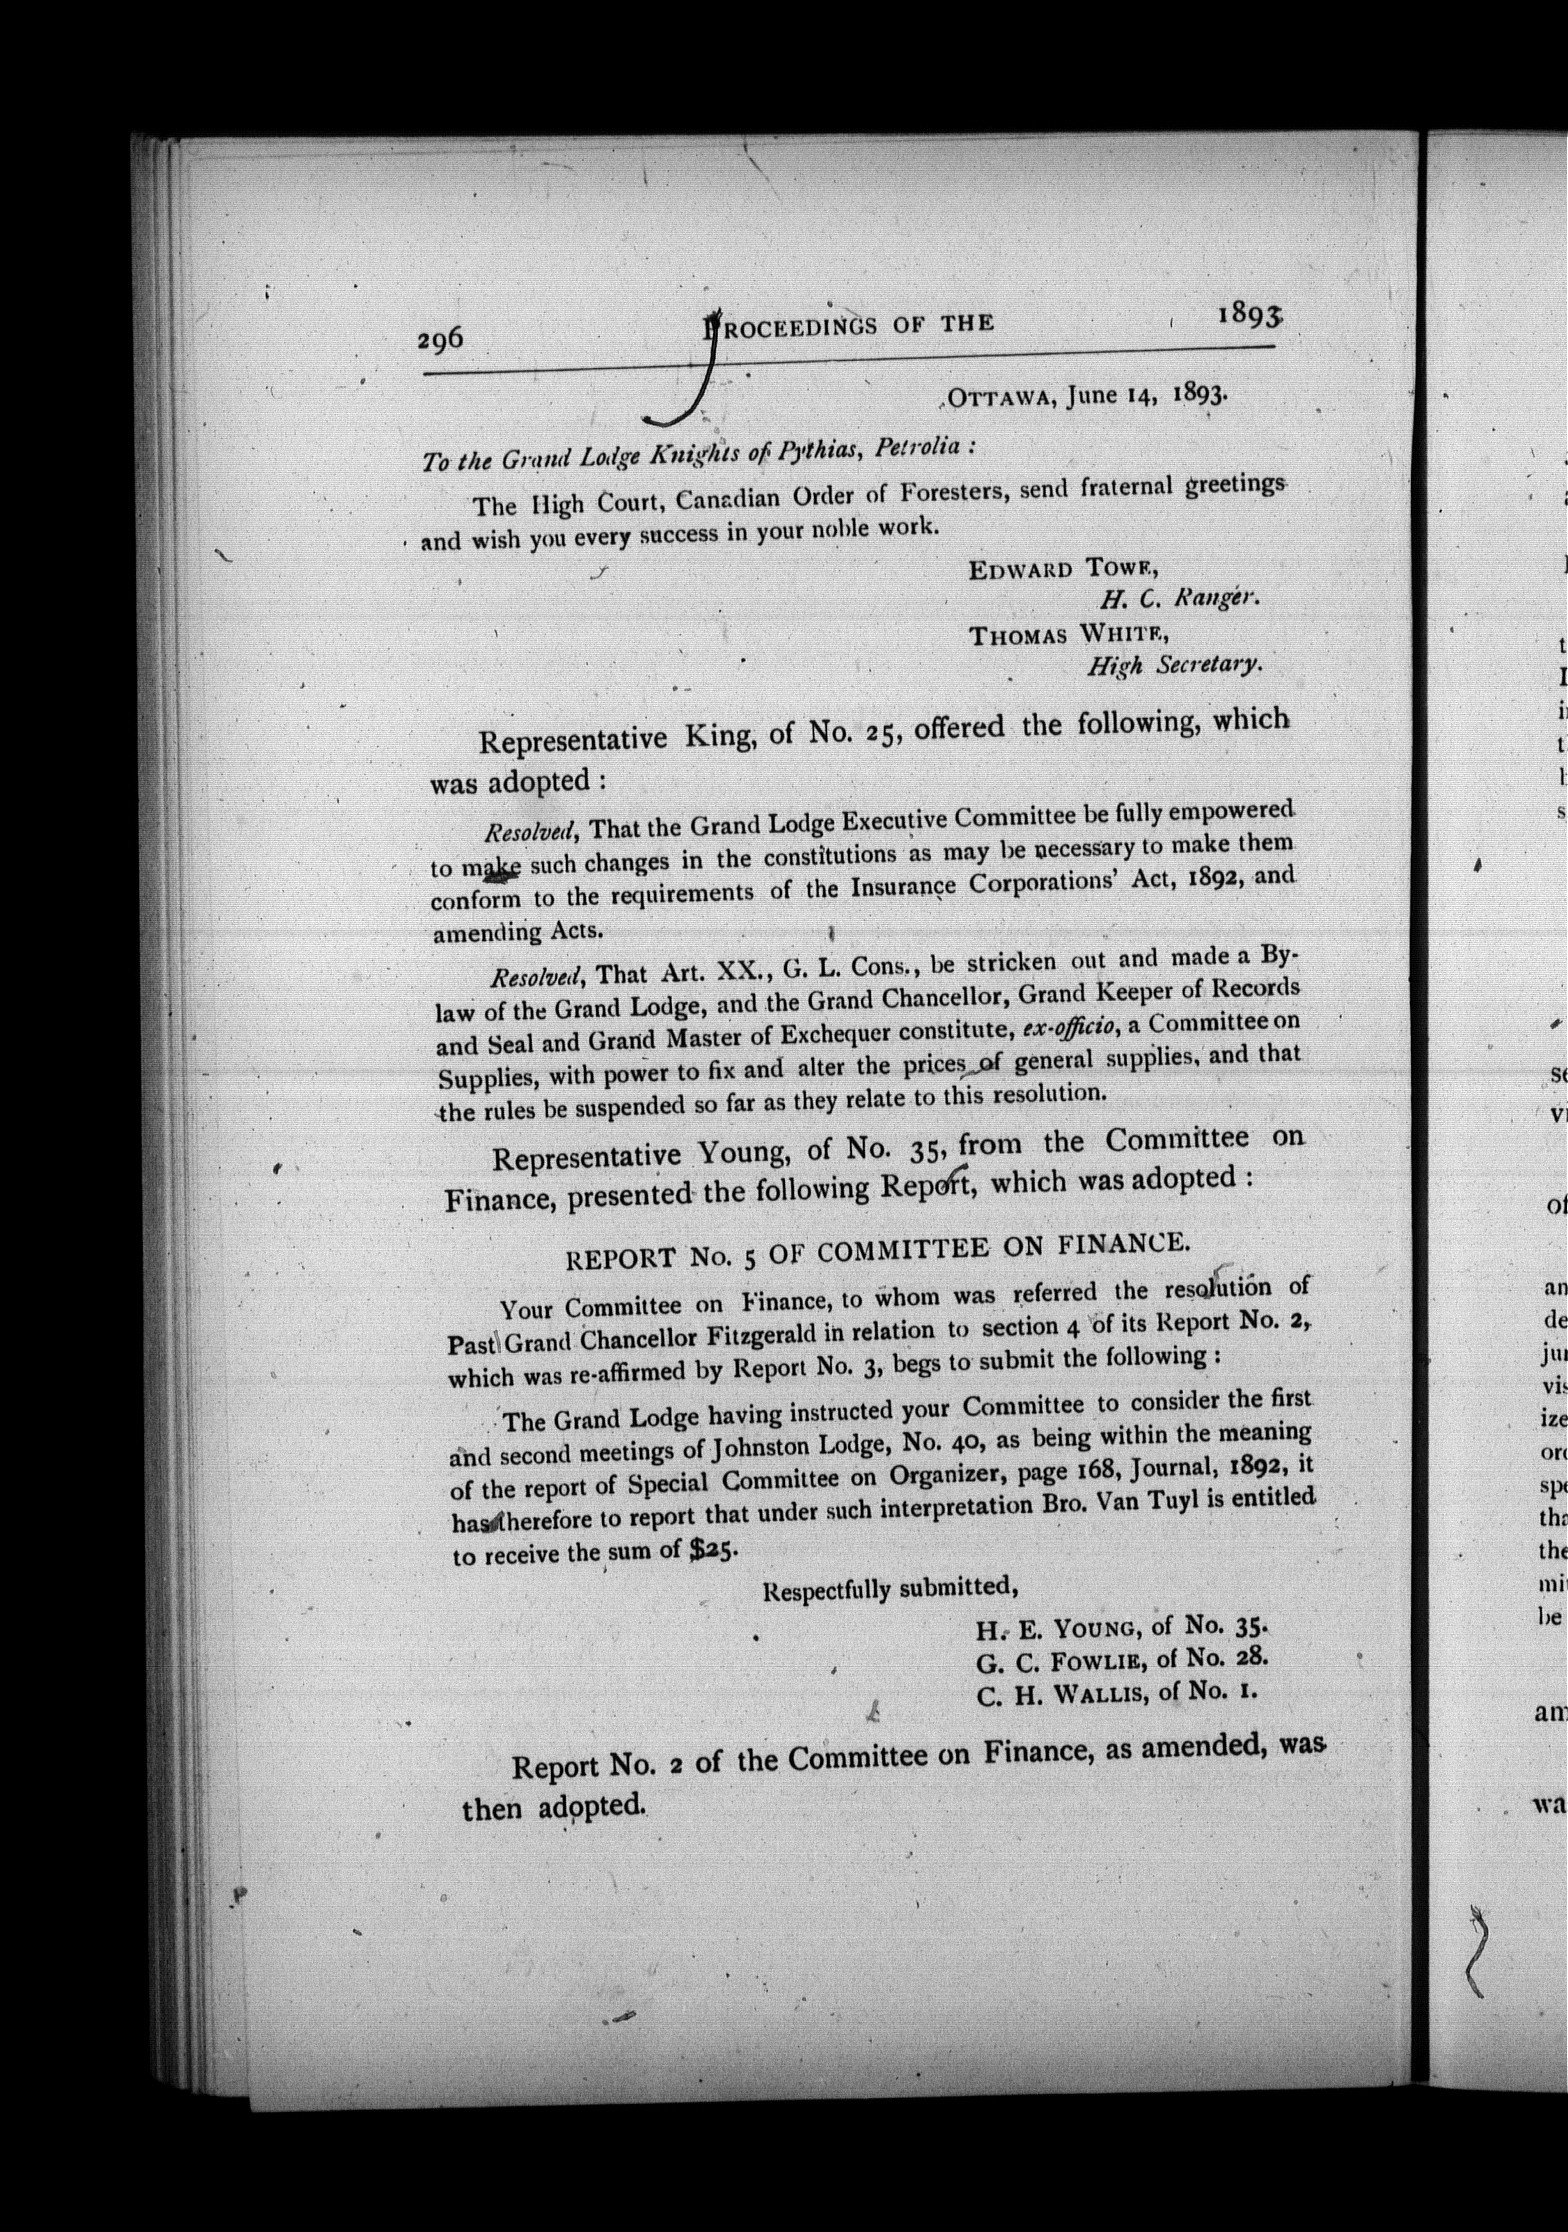 296 PROCEEDINGS OF THE 1893
OTTAWA, June 14, 1893.
To the Grand Lodge Knights of Pythias, Petrolia :
The High Court, Canadian Order of Foresters, send fraternal greetings
and wish you every success in your noble work.
EDWARD TOWE,
H. C. Ranger.
THOMAS WHITE,
High Secretary.
Representative King, of No. 25, offered the following, which
was adopted :
Resolved, That the Grand Lodge Executive Committee be fully empowered
to make such changes in the constitutions as may be necessary to make them
conform to the requirements of the Insurance Corporations' Act, 1892, and
amending Acts.
Resolved, That Art. XX., G. L. Cons., be stricken out and made a By-
law of the Grand Lodge, and the Grand Chancellor, Grand Keeper of Records
and Seal and Grand Master of Exchequer constitute, ex-officio, a Committee on
Supplies, with power to fix and alter the prices of general supplies, and that
the rules be suspended so far as they relate to this resolution.
Representative Young, of No. 35, from the Committee on
Finance, presented the following Report, which was adopted :
REPORT No. 5 OF COMMITTEE ON FINANCE.
Your Committee on Finance, to whom was referred the resolution of
Past Grand Chancellor Fitzgerald in relation to section 4 of its Report No. 2,
which was re-affirmed by Report No. 3, begs to submit the following :
The Grand Lodge having instructed your Committee to consider the first
and second meetings of Johnston Lodge, No. 40, as being within the meaning
of the report of Special Committee on Organizer, page 168, Journal, 1892, it
has therefore to report that under such interpretation Bro. Van Tuyl is entitled
to receive the sum of $25.
Respectfully submitted,
H. E. YOUNG, of No. 35.
G. C. FOWLIE, of No. 28.
C. H. WALLIS, of No. 1.
Report No. 2 of the Committee on Finance, as amended, was
then adopted.